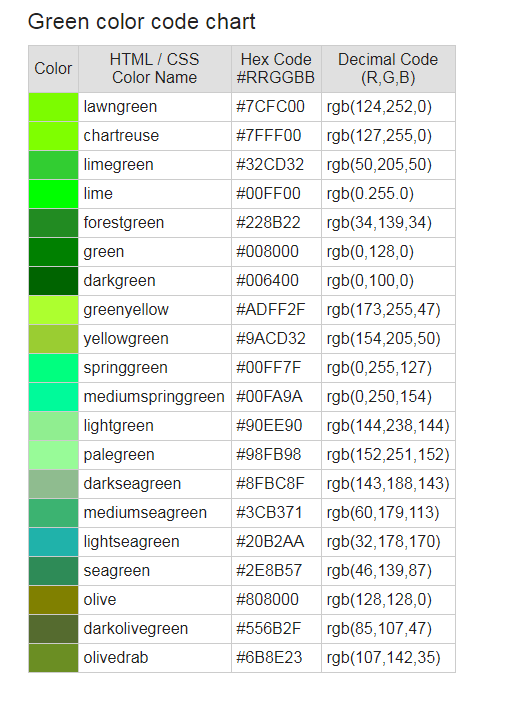 Green color code chart
Color HTML / CSS Color Name Hex Code #RRGGBB Decimal Code (R,G,B)
lawngreen #7CFC00 rgb(124,252,0)
chartreuse #7FFF00 rgb(127,255,0)
limegreen #32CD32 rgb(50,205,50)
lime #00FF00 rgb(0.255.0)
forestgreen #228B22 rgb(34,139,34)
green #008000 rgb(0,128,0)
darkgreen #006400 rgb(0,100,0)
greenyellow #ADFF2F rgb(173,255,47)
yellowgreen #9ACD32 rgb(154,205,50)
springgreen #00FF7F rgb(0,255,127)
mediumspringgreen #00FA9A rgb(0,250,154)
lightgreen #90EE90 rgb(144,238,144)
palegreen #98FB98 rgb(152,251,152)
darkseagreen #8FBC8F rgb(143,188,143)
mediumseagreen #3CB371 rgb(60,179,113)
lightseagreen #20B2AA rgb(32,178,170)
seagreen #2E8B57 rgb(46,139,87)
olive #808000 rgb(128,128,0)
darkolivegreen #556B2F rgb(85,107,47)
olivedrab #6B8E23 rgb(107,142,35)